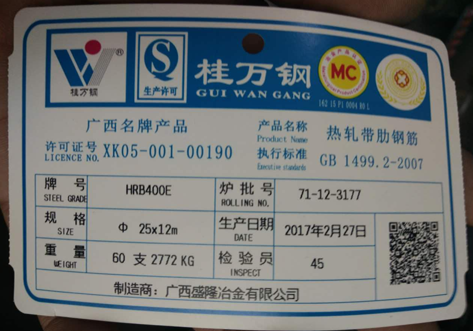 桂万钢
生产许可
桂万钢
GUI WAN GANG
MC
广西名牌产品
产品名称 热轧带肋钢筋
Product Name
许可证号 XK05-001-00190
LICENCE NO.
执行标准 GB 1499.2-2007
Executive standards
牌号 HRB400E 炉批号 71-12-3177
STEEL GRADE ROLLING NO.
规格 Φ 25x12m 生产日期 2017年2月27日
SIZE DATE
重量 60 支 2772 KG 检验员 45
WEIGHT INSPECT
制造商：广西盛隆冶金有限公司